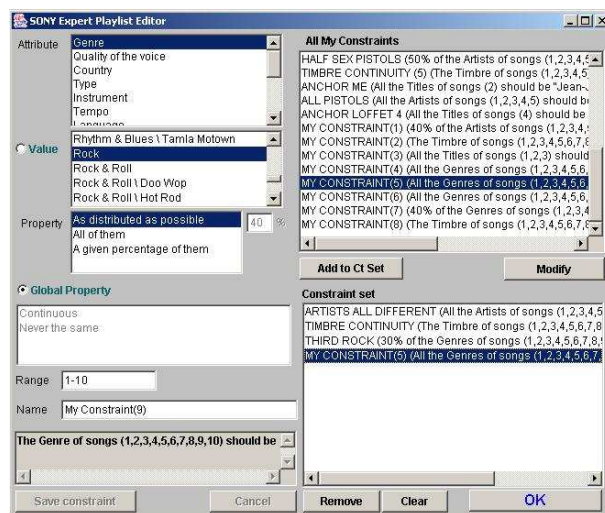 SONY Expert Playlist Editor
Attribute
Genre
Quality of the voice
Country
Type
Instrument
Tempo
Language
Value
Rhythm & Blues \ Tamla Motown
Rock
Rock & Roll
Rock & Roll \ Doo Wop
Rock & Roll \ Hot Rod
Property
As distributed as possible
All of them
A given percentage of them
40 %
Global Property
Continuous
Never the same
Range
1-10
Name
My Constraint(9)
The Genre of songs (1,2,3,4,5,6,7,8,9,10) should be
Save constraint
Cancel
All My Constraints
HALF SEX PISTOLS (50% of the Artists of songs (1,2,3,4,5
TIMBRE CONTINUITY (5) (The Timbre of songs (1,2,3,4,5
ANCHOR ME (All the Titles of songs (2) should be "Jean-J
ALL PISTOLS (All the Artists of songs (1,2,3,4,5) should b
ANCHOR LOFFET 4 (All the Titles of songs (4) should be
MY CONSTRAINT(1) (40% of the Artists of songs (1,2,3,4,
MY CONSTRAINT(2) (The Timbre of songs (1,2,3,4,5,6,7,8
MY CONSTRAINT(3) (All the Titles of songs (1,2,3) should
MY CONSTRAINT(4) (All the Genres of songs (4,5,6,
MY CONSTRAINT(5) (All the Genres of songs (1,2,3,4,5,6,
MY CONSTRAINT(6) (All the Genres of songs (1,2,3,4,5,6,
MY CONSTRAINT(7) (40% of the Genres of songs (1,2,3,4
MY CONSTRAINT(8) (The Timbre of songs (1,2,3,4,5,6,7,8
Add to Ct Set
Modify
Constraint set
ARTISTS ALL DIFFERENT (All the Artists of songs (1,2,3,4,5
TIMBRE CONTINUITY (The Timbre of songs (1,2,3,4,5,6,7,8
THIRD ROCK (30% of the Genres of songs (1,2,3,4,5,6,7,8,
MY CONSTRAINT(5) (All the Genres of songs (1,2,3,4,5,6,7,
Remove
Clear
OK